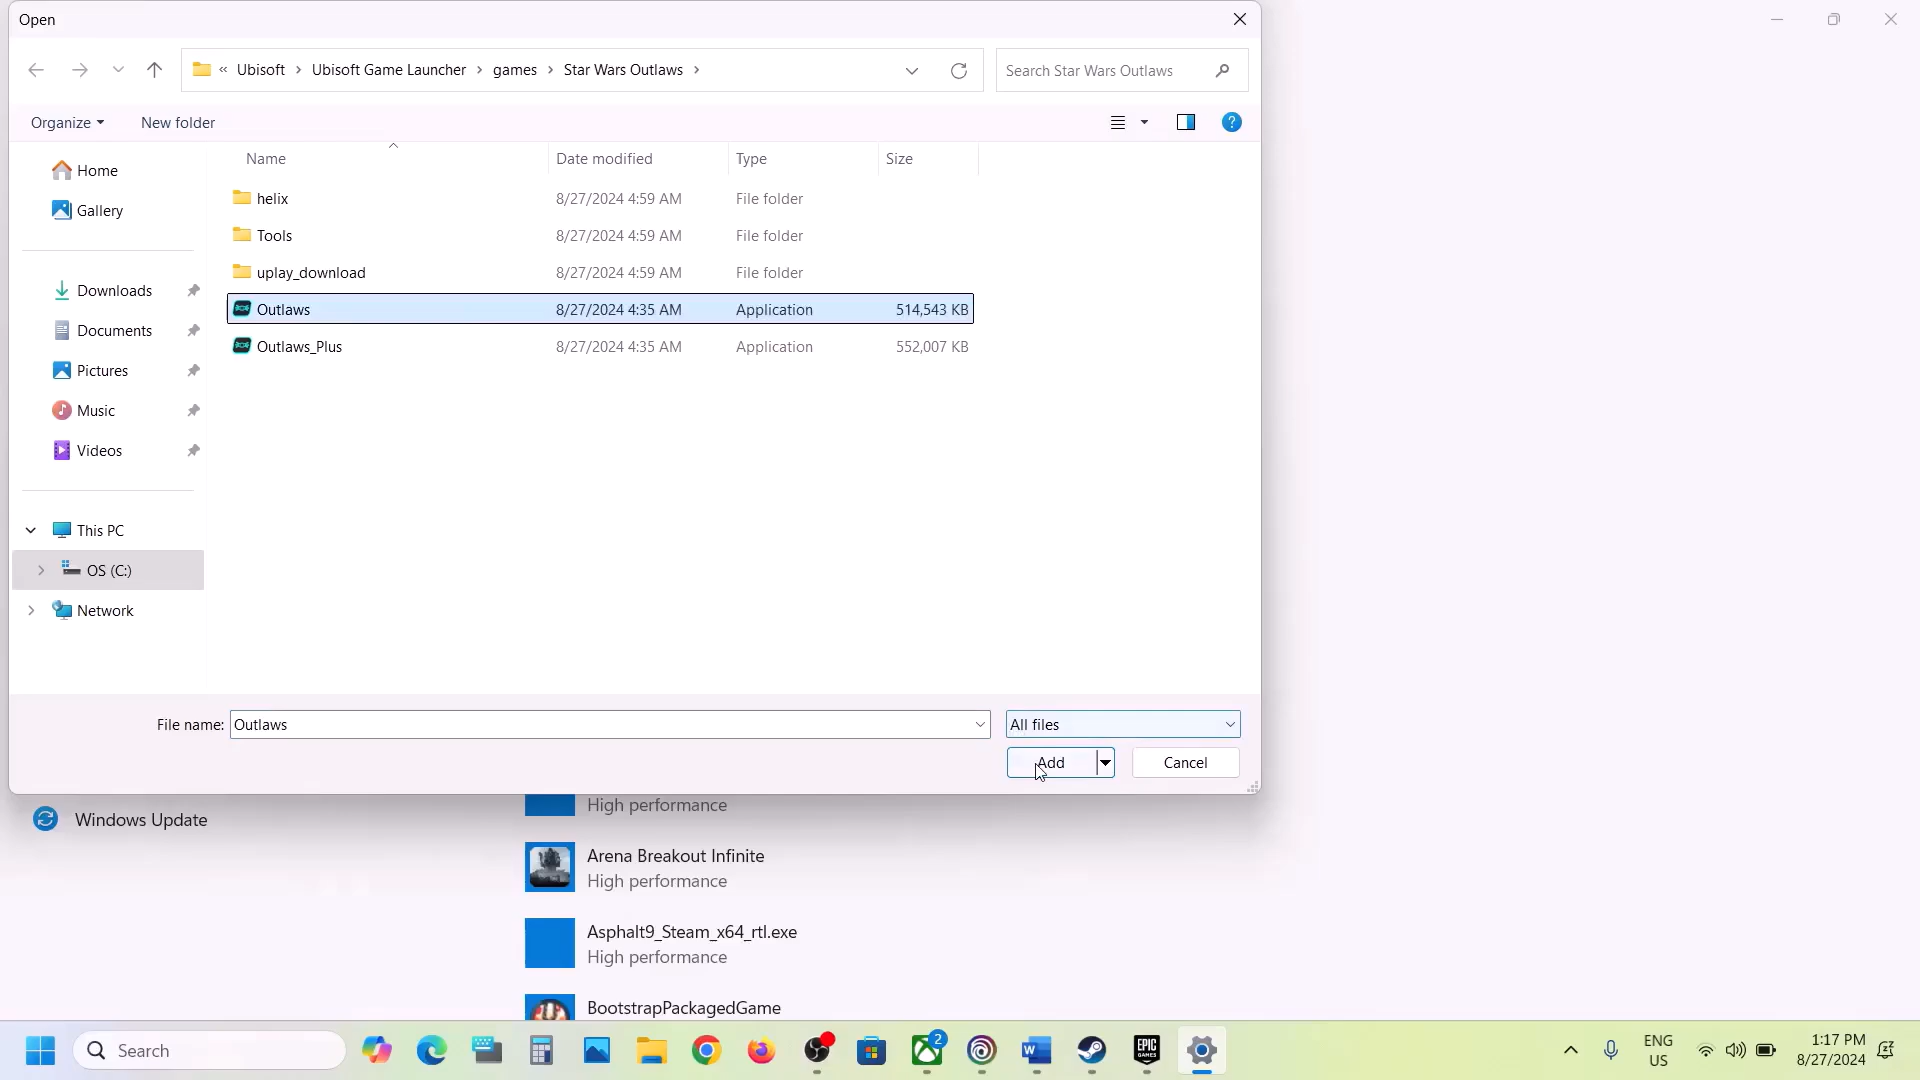 Open
« Ubisoft > Ubisoft Game Launcher > games > Star Wars Outlaws >
Search Star Wars Outlaws
Organize
New folder
?
Name
Date modified
Type
Size
Home
Gallery
Downloads
Documents
Pictures
Music
Videos
This PC
OS (C:)
Network
helix 8/27/2024 4:59 AM File folder
Tools 8/27/2024 4:59 AM File folder
uplay_download 8/27/2024 4:59 AM File folder
Outlaws 8/27/2024 4:35 AM Application 514,543 KB
Outlaws_Plus 8/27/2024 4:35 AM Application 552,007 KB
File name: Outlaws
All files
Add
Cancel
Windows Update
High performance
Arena Breakout Infinite
High performance
Asphalt9_Steam_x64_rtl.exe
High performance
BootstrapPackagedGame
Search
2
W
EPIC
GAMES
ENG
US
1:17 PM
8/27/2024